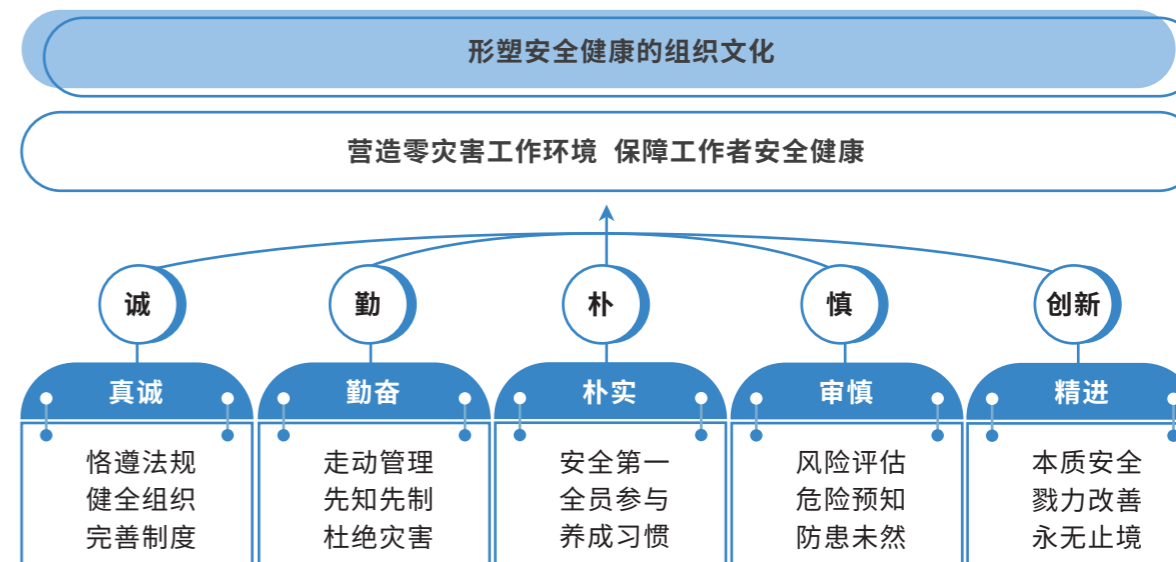 形塑安全健康的组织文化
营造零灾害工作环境 保障工作者安全健康
诚
勤
朴
慎
创新
真诚
勤奋
朴实
审慎
精进
恪遵法规
健全组织
完善制度
走动管理
先知先制
杜绝灾害
安全第一
全员参与
养成习惯
风险评估
危险预知
防患未然
本质安全
戮力改善
永无止境